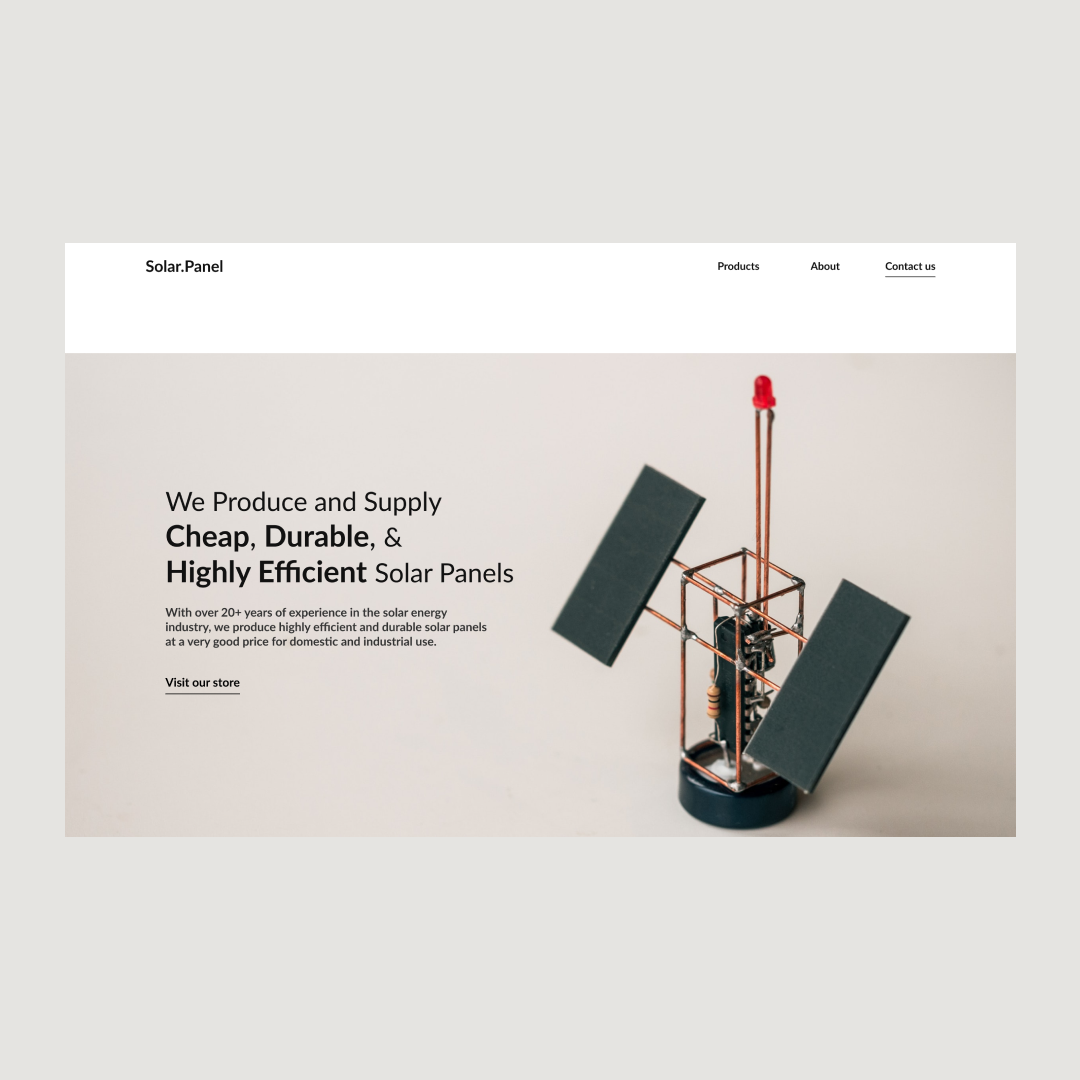 Solar.Panel
Products About Contact us
We Produce and Supply
Cheap, Durable, &
Highly Efficient Solar Panels
With over 20+ years of experience in the solar energy
industry, we produce highly efficient and durable solar panels
at a very good price for domestic and industrial use.
Visit our store